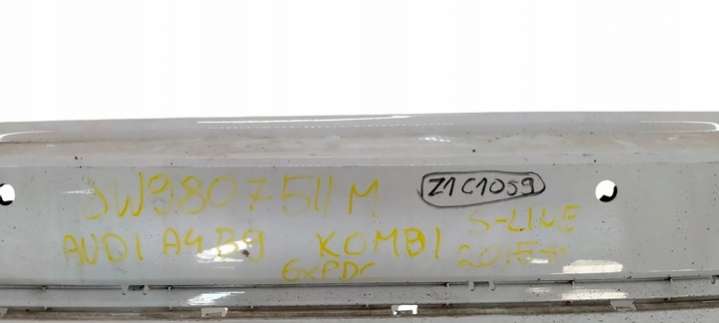 8W9807511M Z1C1059
AUDI A4 B9 KOMBI S-LINE
6xPDC